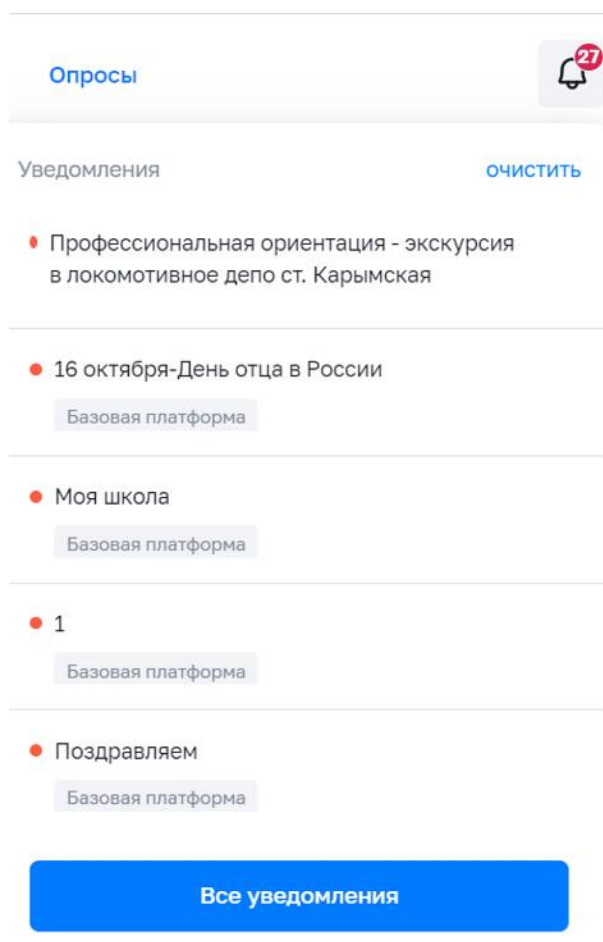 Опросы
27
Уведомления
очистить
Профессиональная ориентация - экскурсия
в локомотивное депо ст. Карымская
16 октября-День отца в России
Базовая платформа
Моя школа
Базовая платформа
1
Базовая платформа
Поздравляем
Базовая платформа
Все уведомления